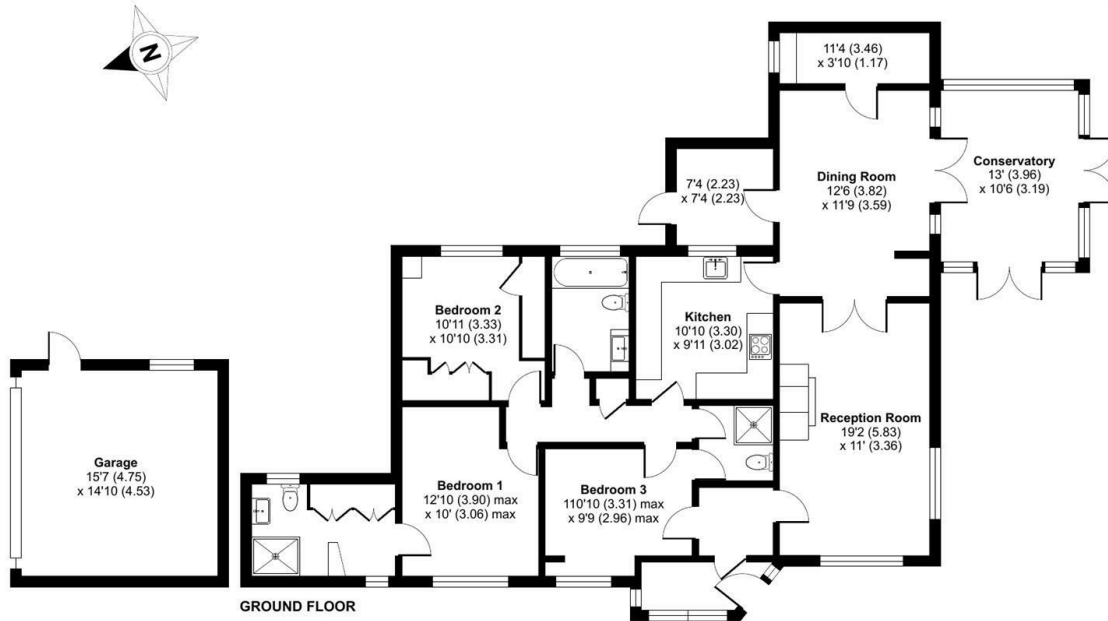 N
11'4 (3.46)
x 3'10 (1.17)
7'4 (2.23)
x 7'4 (2.23)
Dining Room
12'6 (3.82)
x 11'9 (3.59)
Conservatory
13' (3.96)
x 10'6 (3.19)
Bedroom 2
10'11 (3.33)
x 10'10 (3.31)
Kitchen
10'10 (3.30)
x 9'11 (3.02)
Reception Room
19'2 (5.83)
x 11' (3.36)
Garage
15'7 (4.75)
x 14'10 (4.53)
Bedroom 1
12'10 (3.90) max
x 10' (3.06) max
Bedroom 3
110'10 (3.31) max
x 9'9 (2.96) max
GROUND FLOOR